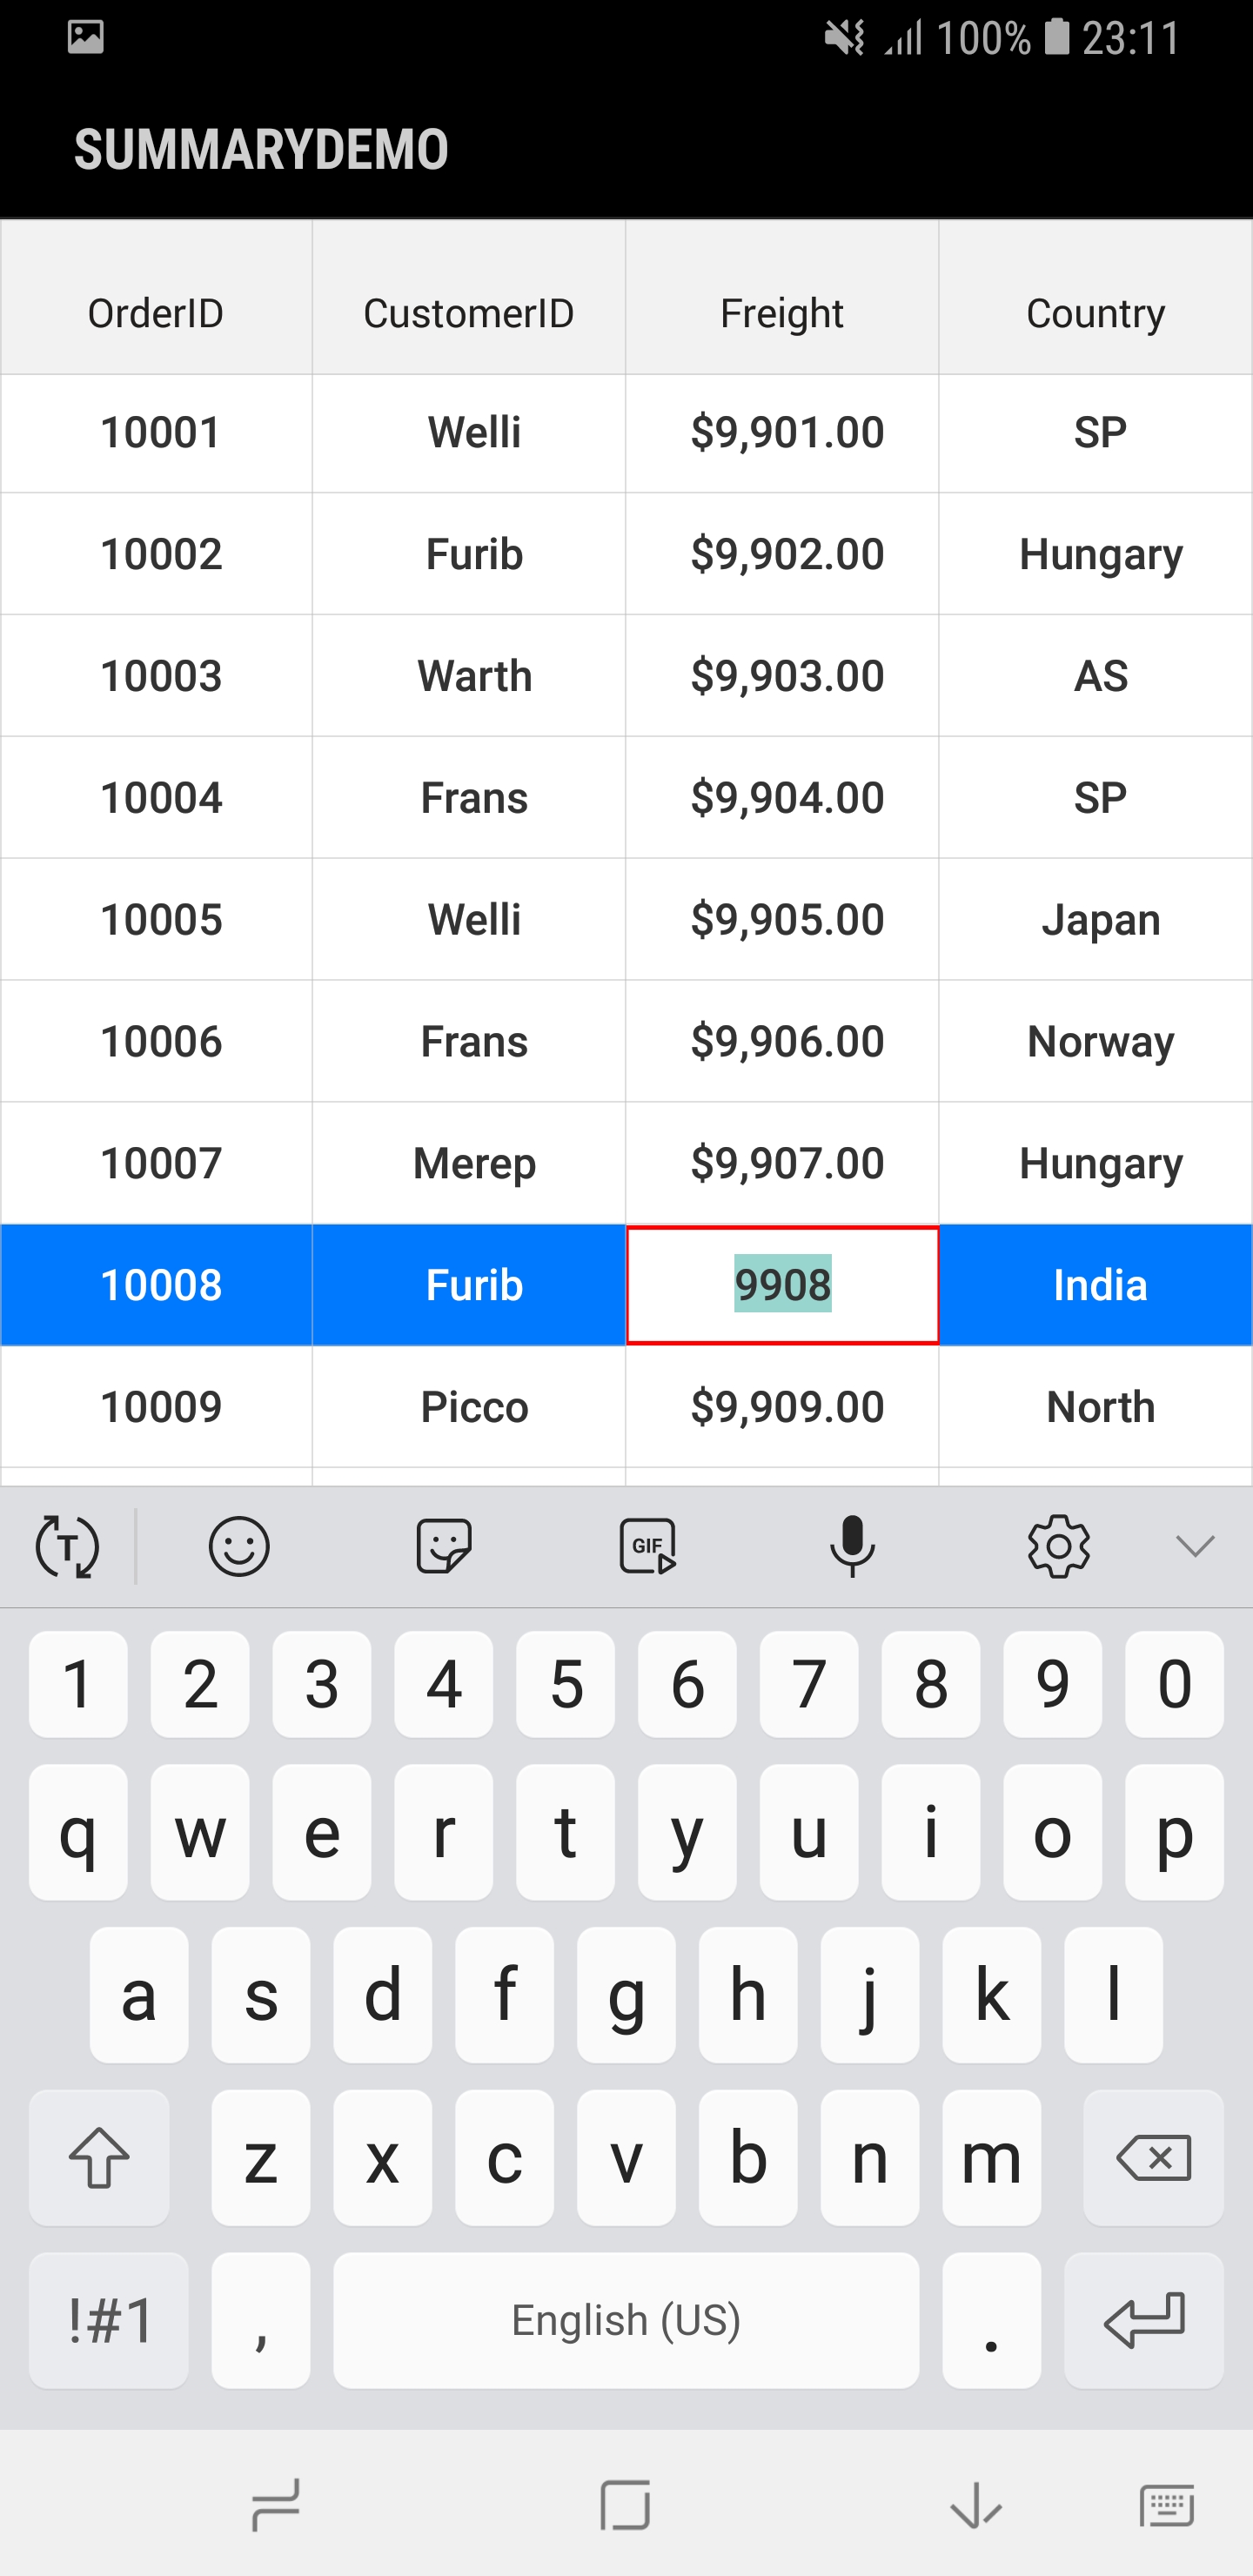 100% 23:11
SUMMARYDEMO
OrderID CustomerID Freight Country
10001 Welli $9,901.00 SP
10002 Furib $9,902.00 Hungary
10003 Warth $9,903.00 AS
10004 Frans $9,904.00 SP
10005 Welli $9,905.00 Japan
10006 Frans $9,906.00 Norway
10007 Merep $9,907.00 Hungary
10008 Furib 9908 India
10009 Picco $9,909.00 North
T GIF
1 2 3 4 5 6 7 8 9 0
q w e r t y u i o p
a s d f g h j k l
z x c v b n m
!#1 , English (US) .